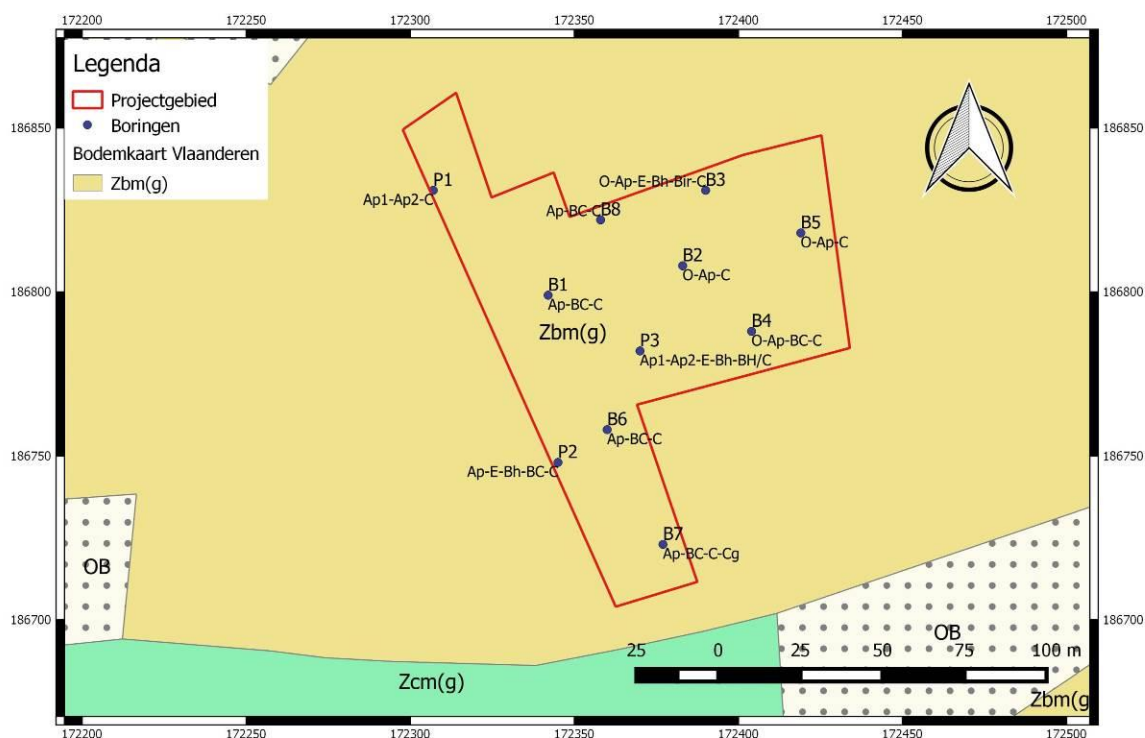 172200 172250 172300 172350 172400 172450 172500
Legenda
Projectgebied
Boringen
Bodemkaart Vlaanderen
Zbm(g)
186850 186850
P1
Ap1-Ap2-C
O-Ap-E-Bh-Bir-C
B3
Ap-BC-C
B8
B5
O-Ap-C
B2
O-Ap-C
186800 186800
B1
Ap-BC-C
Zbm(g)
B4
O-Ap-BC-C
P3
Ap1-Ap2-E-Bh-BH/C
B6
Ap-BC-C
186750 186750
P2
Ap-E-Bh-BC-C
B7
Ap-BC-C-Cg
OB
186700 186700
OB
25 0 25 50 75 100 m
Zcm(g)
Zbm(g
172200 172250 172300 172350 172400 172450 172500